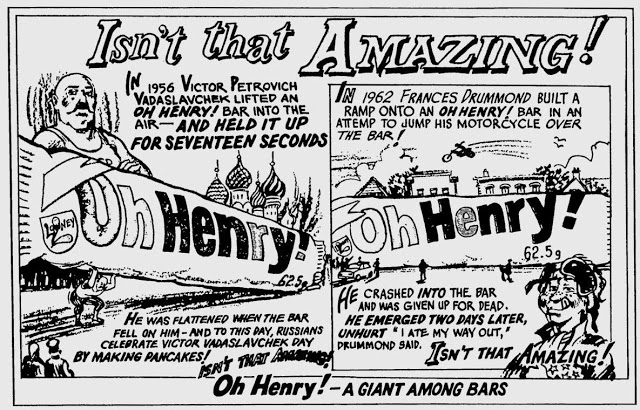 Isn't that AMAZING!
IN 1956 VICTOR PETROVICH
VADASLAVCHEK LIFTED AN
OH HENRY! BAR INTO THE
AIR—AND HELD IT UP
FOR SEVENTEEN SECONDS
LOWNEY
Oh Henry!
62.5g
HE WAS FLATTENED WHEN THE BAR
FELL ON HIM-AND TO THIS DAY, RUSSIANS
CELEBRATE VICTOR VADASLAVCHEK DAY
BY MAKING PANCAKES!
ISN'T THAT AMAZING!
IN 1962 FRANCES DRUMMOND BUILT A
RAMP ONTO AN OH HENRY! BAR IN AN
ATTEMP TO JUMP HIS MOTORCYCLE OVER
THE BAR!
Oh Henry!
62.5g
HE CRASHED INTO THE BAR
AND WAS GIVEN UP FOR DEAD.
HE EMERGED TWO DAYS LATER,
UNHURT "I ATE MY WAY OUT,"
DRUMMOND SAID.
ISN'T THAT AMAZING!
Oh Henry!—A GIANT AMONG BARS